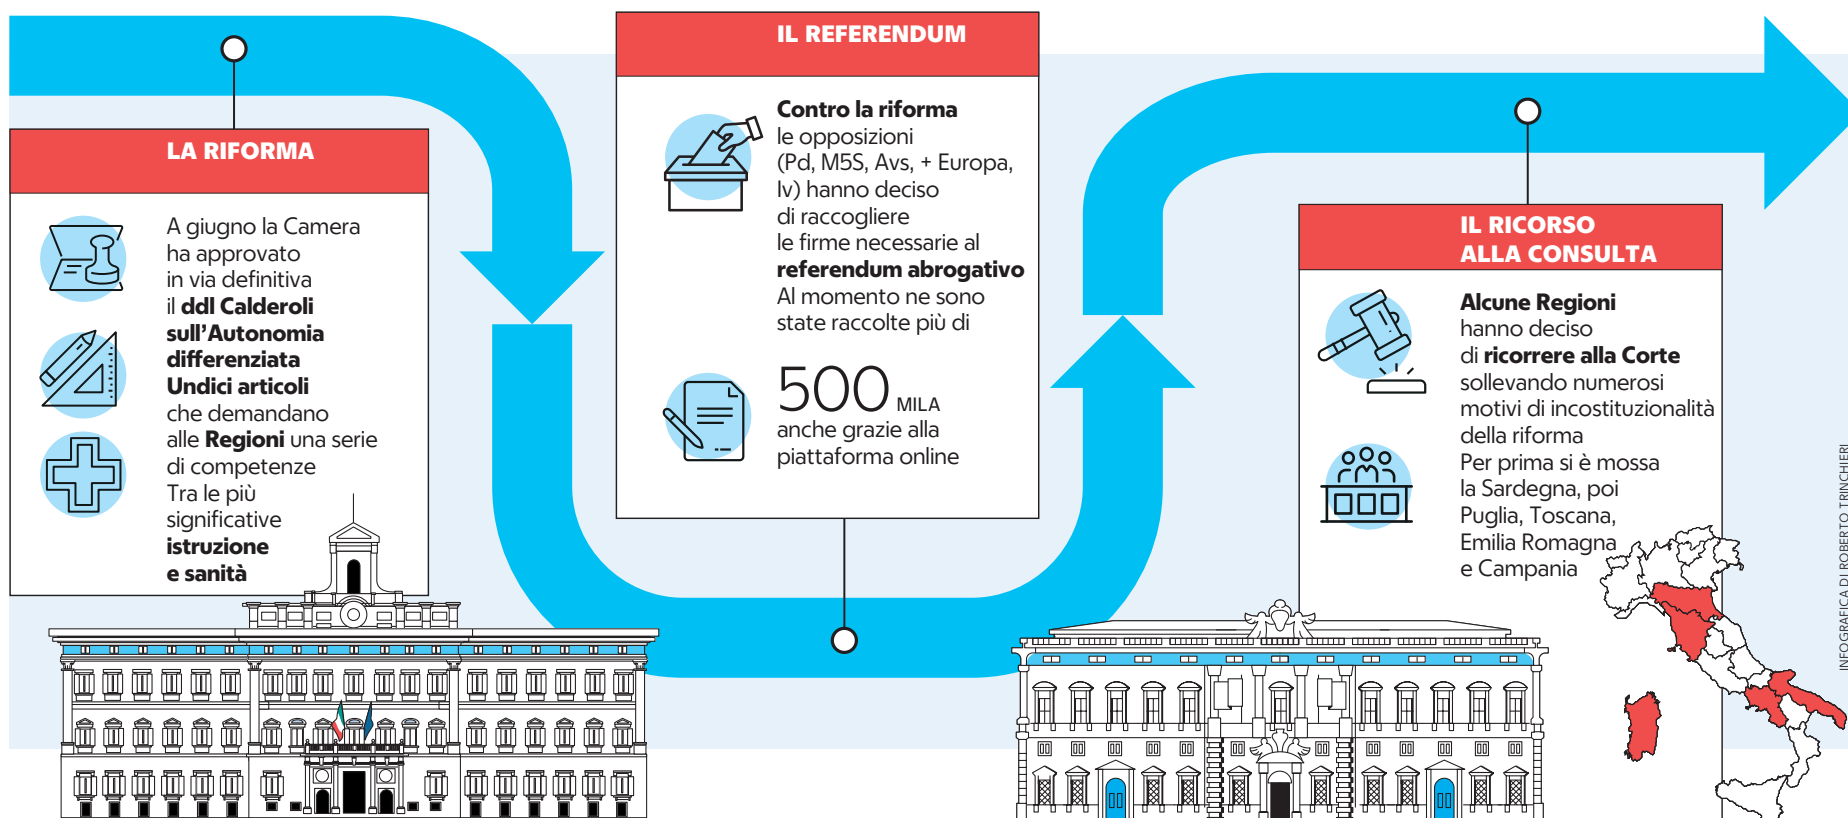 LA RIFORMA
A giugno la Camera
ha approvato
in via definitiva
il ddl Calderoli
sull'Autonomia
differenziata
Undici articoli
che demandano
alle Regioni una serie
di competenze
Tra le più
significative
istruzione
e sanità
IL REFERENDUM
Contro la riforma
le opposizioni
(Pd, M5S, Avs, + Europa,
Iv) hanno deciso
di raccogliere
le firme necessarie al
referendum abrogativo
Al momento ne sono
state raccolte più di
500 MILA
anche grazie alla
piattaforma online
IL RICORSO
ALLA CONSULTA
Alcune Regioni
hanno deciso
di ricorrere alla Corte
sollevando numerosi
motivi di incostituzionalità
della riforma
Per prima si è mossa
la Sardegna, poi
Puglia, Toscana,
Emilia Romagna
e Campania
INFOGRAFICA DI ROBERTO TRINCHIERI